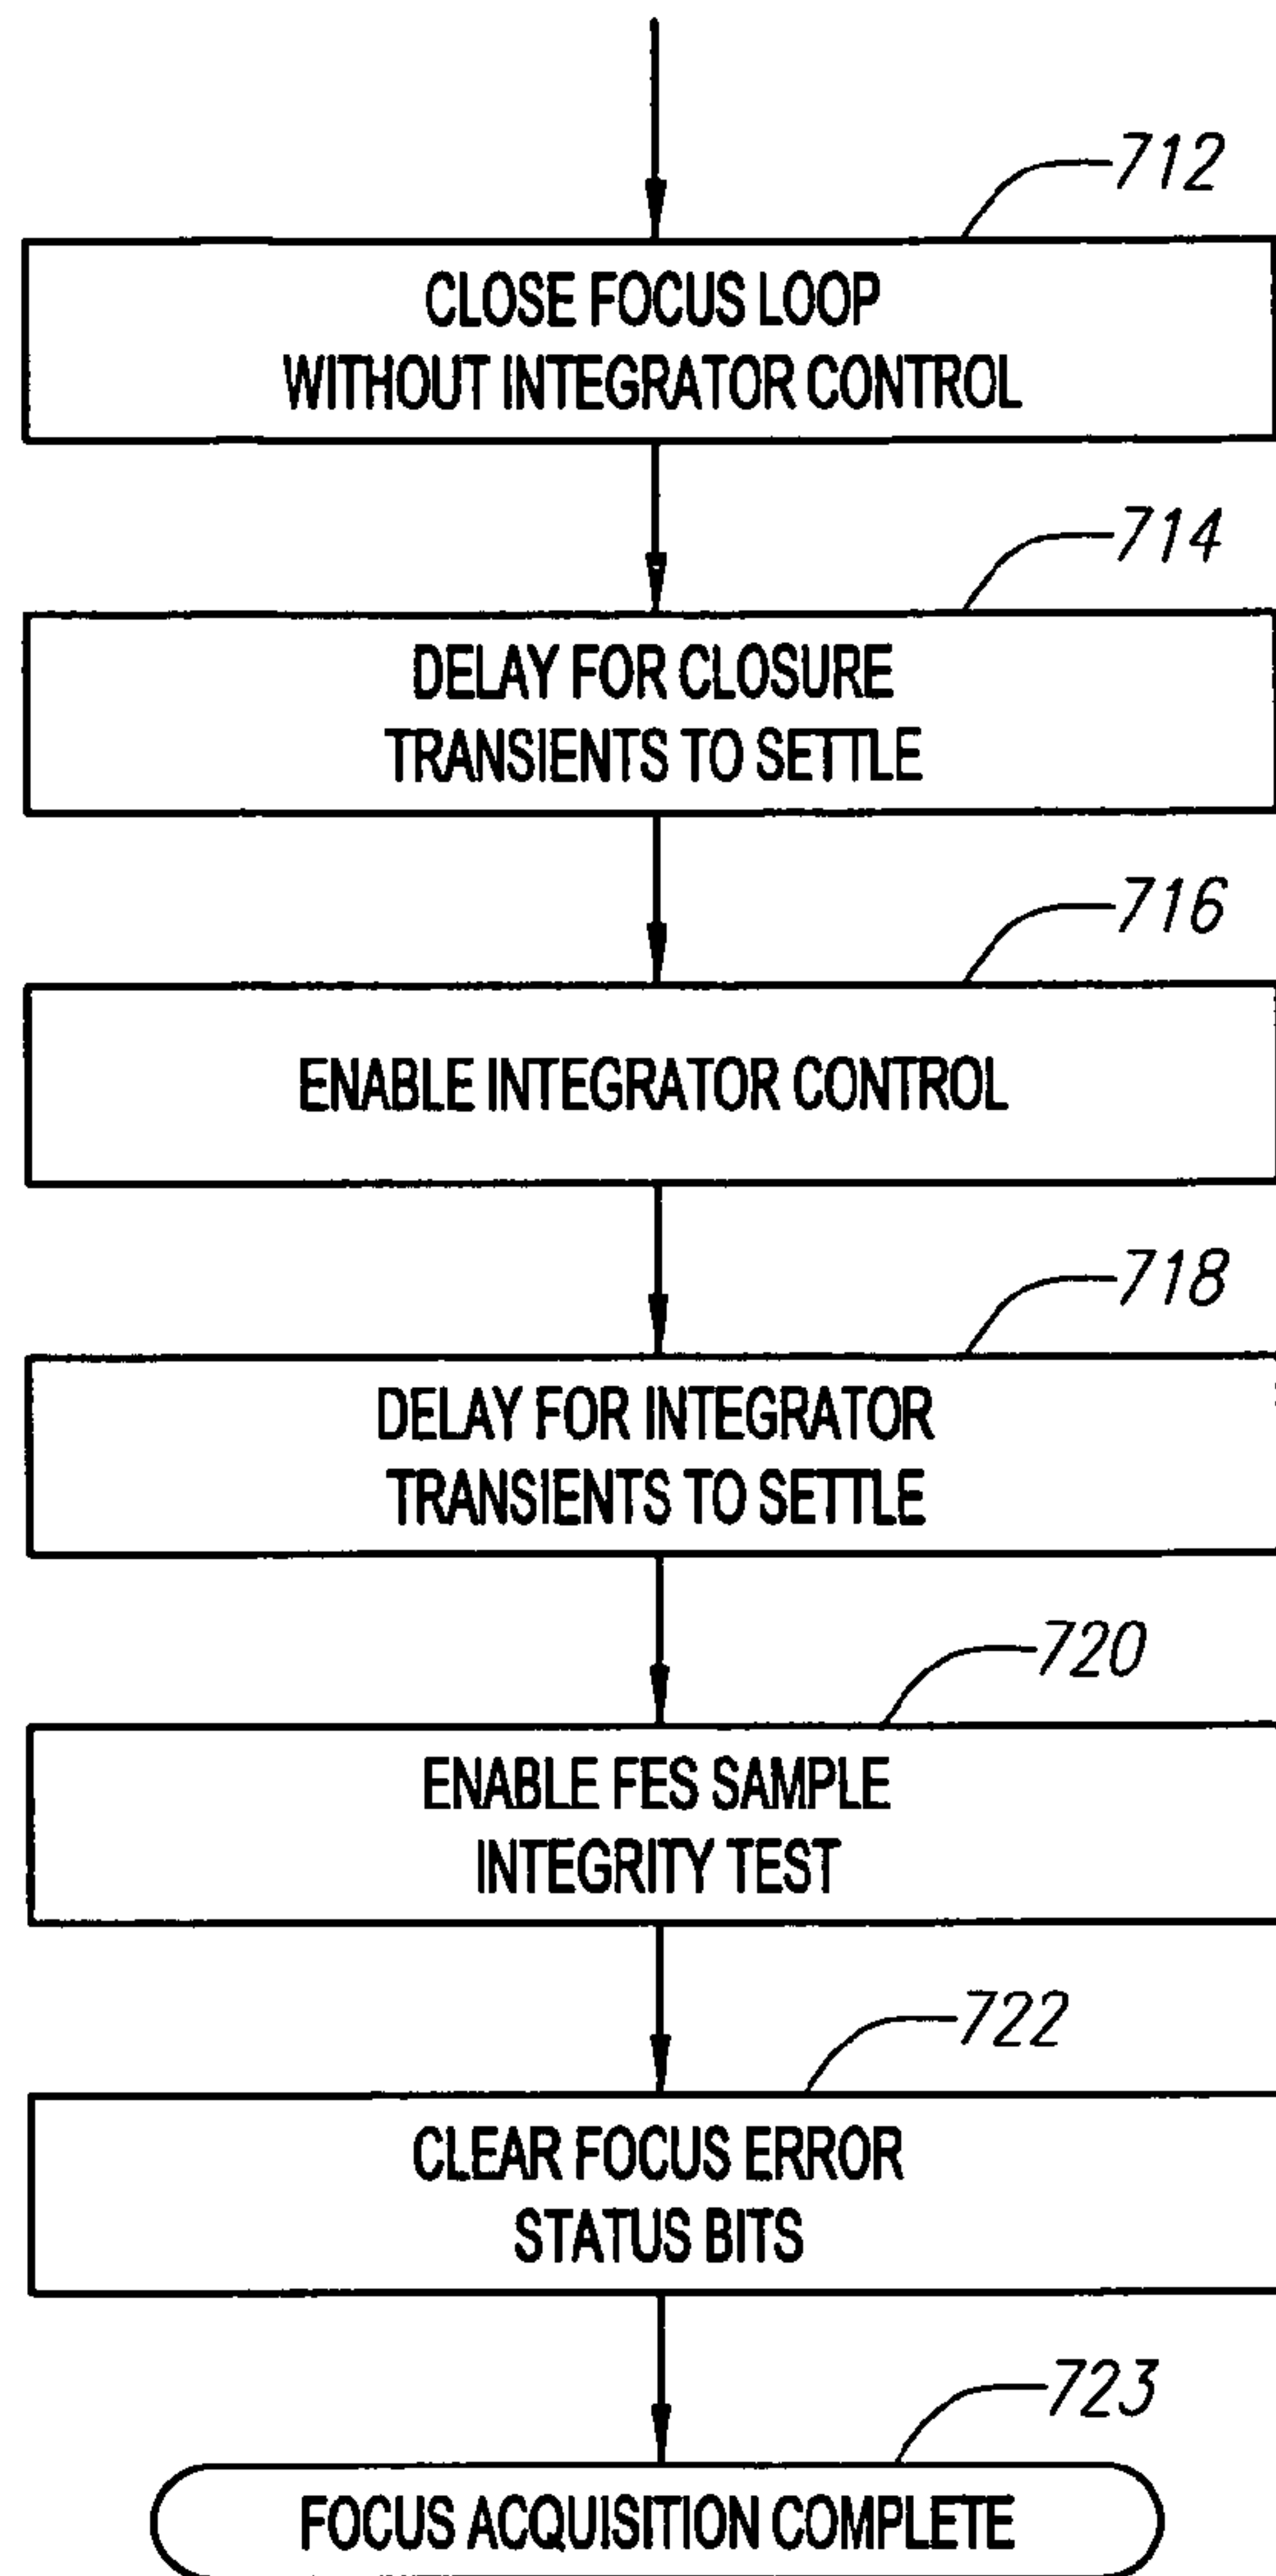 712
CLOSE FOCUS LOOP
WITHOUT INTEGRATOR CONTROL
714
DELAY FOR CLOSURE
TRANSIENTS TO SETTLE
716
ENABLE INTEGRATOR CONTROL
718
DELAY FOR INTEGRATOR
TRANSIENTS TO SETTLE
720
ENABLE FES SAMPLE
INTEGRITY TEST
722
CLEAR FOCUS ERROR
STATUS BITS
723
FOCUS ACQUISITION COMPLETE